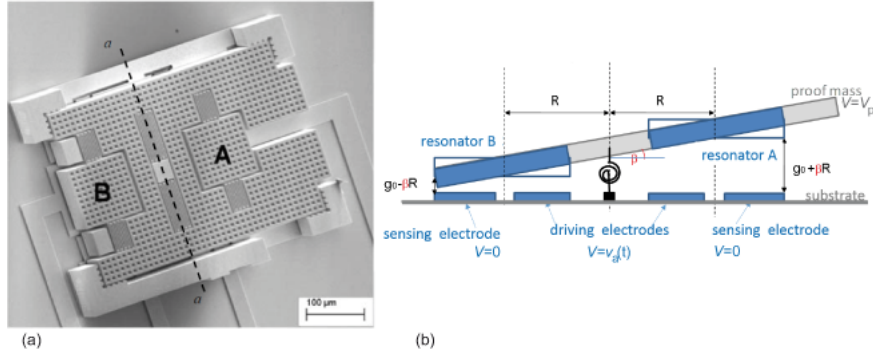 a
A
B
a
100 µm
(a)
R
R
proof mass
V=Vp
resonator B
resonator A
β
g0-βR
g0+βR
substrate
sensing electrode
V=0
driving electrodes
V=va(t)
sensing electrode
V=0
(b)